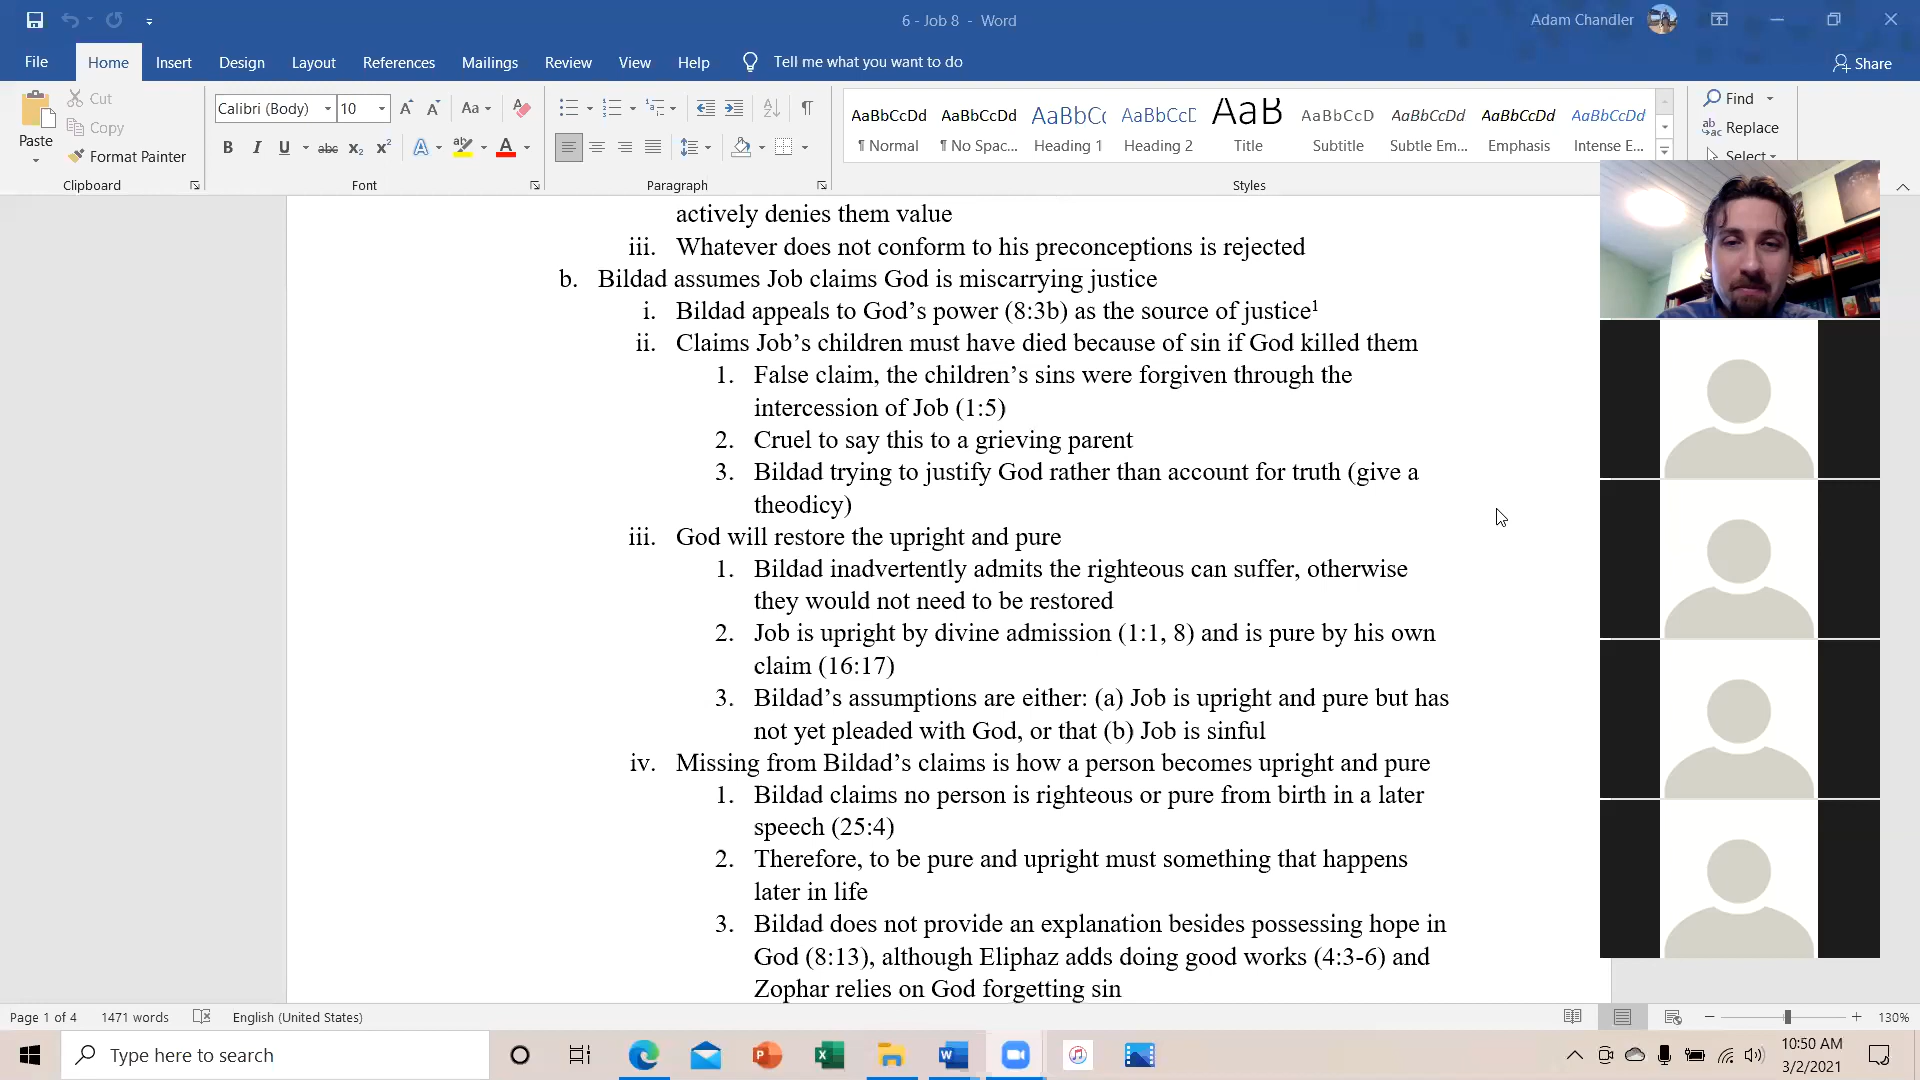 6 - Job 8 - Word
Adam Chandler
File Home Insert Design Layout References Mailings Review View Help Tell me what you want to do Share
Paste
Cut
Copy
Format Painter
Clipboard
Calibri (Body) 10
Font
Paragraph
AaBbCcDd AaBbCcDd AaBbCc AaBbCcD AaB AaBbCcD AaBbCcDd AaBbCcDd AaBbCcDd
¶ Normal ¶ No Spac... Heading 1 Heading 2 Title Subtitle Subtle Em... Emphasis Intense E...
Styles
Find
Replace
Select
actively denies them value
iii. Whatever does not conform to his preconceptions is rejected
b. Bildad assumes Job claims God is miscarrying justice
i. Bildad appeals to God’s power (8:3b) as the source of justice¹
ii. Claims Job’s children must have died because of sin if God killed them
1. False claim, the children’s sins were forgiven through the
intercession of Job (1:5)
2. Cruel to say this to a grieving parent
3. Bildad trying to justify God rather than account for truth (give a
theodicy)
iii. God will restore the upright and pure
1. Bildad inadvertently admits the righteous can suffer, otherwise
they would not need to be restored
2. Job is upright by divine admission (1:1, 8) and is pure by his own
claim (16:17)
3. Bildad’s assumptions are either: (a) Job is upright and pure but has
not yet pleaded with God, or that (b) Job is sinful
iv. Missing from Bildad’s claims is how a person becomes upright and pure
1. Bildad claims no person is righteous or pure from birth in a later
speech (25:4)
2. Therefore, to be pure and upright must something that happens
later in life
3. Bildad does not provide an explanation besides possessing hope in
God (8:13), although Eliphaz adds doing good works (4:3-6) and
Zophar relies on God forgetting sin
Page 1 of 4 1471 words English (United States) 130%
Type here to search
10:50 AM
3/2/2021